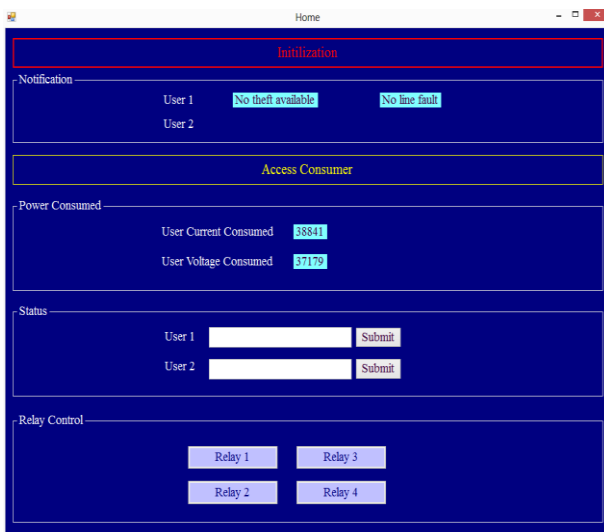 Home
Initilization
Notification
User 1 No theft available No line fault
User 2
Access Consumer
Power Consumed
User Current Consumed 38841
User Voltage Consumed 37179
Status
User 1 Submit
User 2 Submit
Relay Control
Relay 1 Relay 3
Relay 2 Relay 4